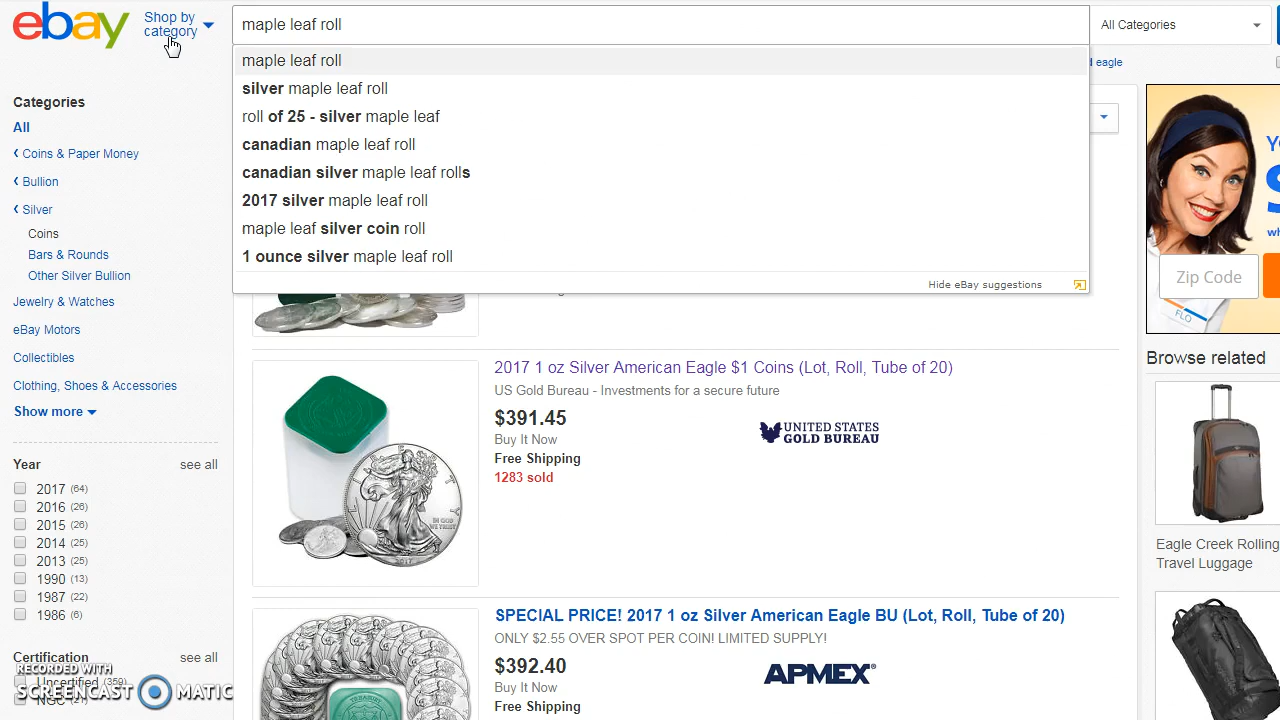 ebay
Shop by
category
maple leaf roll
All Categories
maple leaf roll
silver maple leaf roll
roll of 25 - silver maple leaf
canadian maple leaf roll
canadian silver maple leaf rolls
2017 silver maple leaf roll
maple leaf silver coin roll
1 ounce silver maple leaf roll
Hide eBay suggestions
eagle
Categories
All
Coins & Paper Money
Bullion
Silver
Coins
Bars & Rounds
Other Silver Bullion
Jewelry & Watches
eBay Motors
Collectibles
Clothing, Shoes & Accessories
Show more
Year see all
2017 (64)
2016 (26)
2015 (26)
2014 (25)
2013 (25)
1990 (13)
1987 (22)
1986 (6)
Certification see all
Uncertified (359)
NGC (21)
RECORDED WITH
SCREENCAST MATIC
2017 1 oz Silver American Eagle $1 Coins (Lot, Roll, Tube of 20)
US Gold Bureau - Investments for a secure future
$391.45
Buy It Now
Free Shipping
1283 sold
UNITED STATES
GOLD BUREAU
SPECIAL PRICE! 2017 1 oz Silver American Eagle BU (Lot, Roll, Tube of 20)
ONLY $2.55 OVER SPOT PER COIN! LIMITED SUPPLY!
$392.40
Buy It Now
Free Shipping
APMEX
Zip Code
FLO
Browse related
Eagle Creek Rolling
Travel Luggage